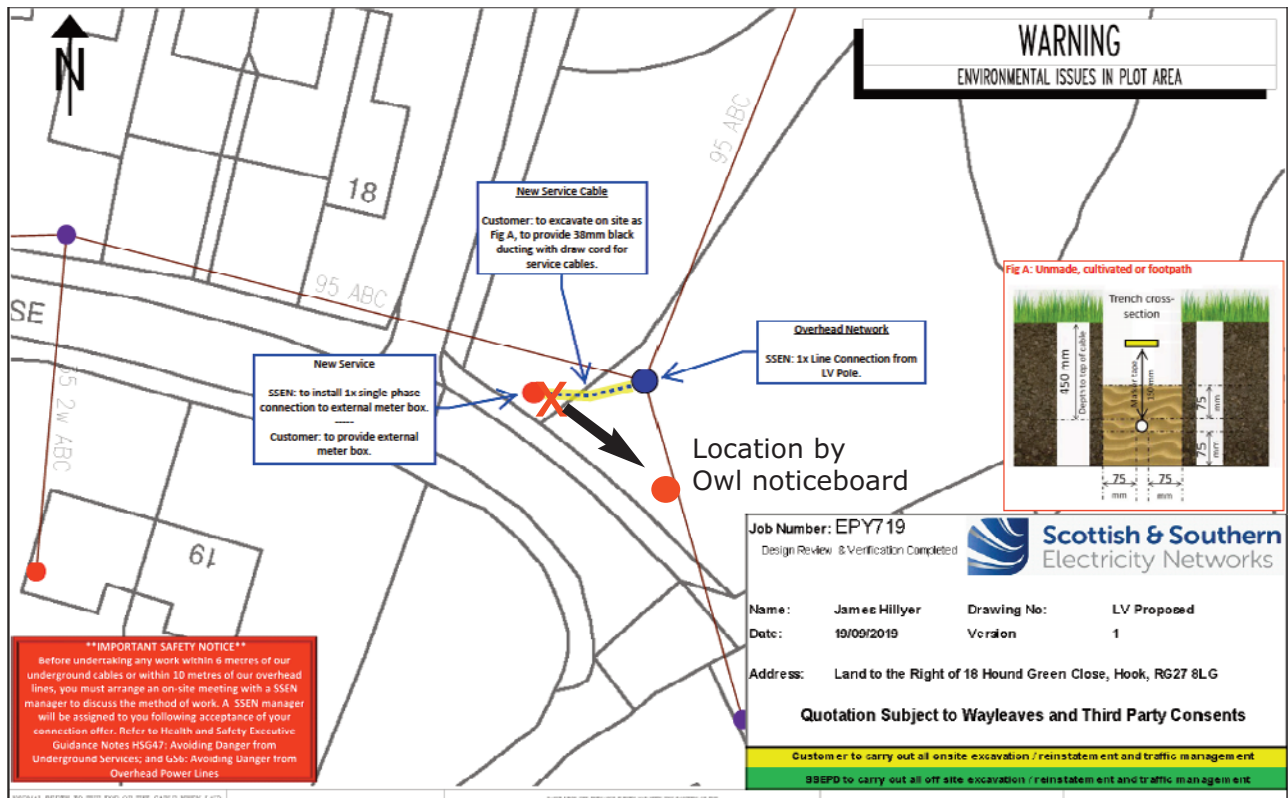 N
WARNING
ENVIRONMENTAL ISSUES IN PLOT AREA
95 ABC
18
New Service Cable
Customer: to excavate on site as
Fig A, to provide 38mm black
ducting with draw cord for
service cables.
95 ABC
SE
Overhead Network
SSEN: 1x Line Connection from
LV Pole.
New Service
SSEN: to install 1x single phase
connection to external meter box.
-----
Customer: to provide external
meter box.
X
Location by
Owl noticeboard
2w ABC
19
Fig A: Unmade, cultivated or footpath
Trench cross-
section
450 mm
Depth to top of cable
Marker tape
150mm
75
mm
75
mm
75
mm
75
mm
Job Number: EPY719
Design Review & Verification Completed
Scottish & Southern
Electricity Networks
Name: James Hillyer Drawing No: LV Proposed
Date: 19/09/2019 Version 1
Address: Land to the Right of 18 Hound Green Close, Hook, RG27 8LG
Quotation Subject to Wayleaves and Third Party Consents
Customer to carry out all onsite excavation / reinstatement and traffic management
SSEPD to carry out all off site excavation / reinstatement and traffic management
**IMPORTANT SAFETY NOTICE**
Before undertaking any work within 6 metres of our
underground cables or within 10 metres of our overhead
lines, you must arrange an on-site meeting with a SSEN
manager to discuss the method of work. A SSEN manager
will be assigned to you following acceptance of your
connection offer. Refer to Health and Safety Executive
Guidance Notes HSG47: Avoiding Danger from
Underground Services; and GS6: Avoiding Danger from
Overhead Power Lines